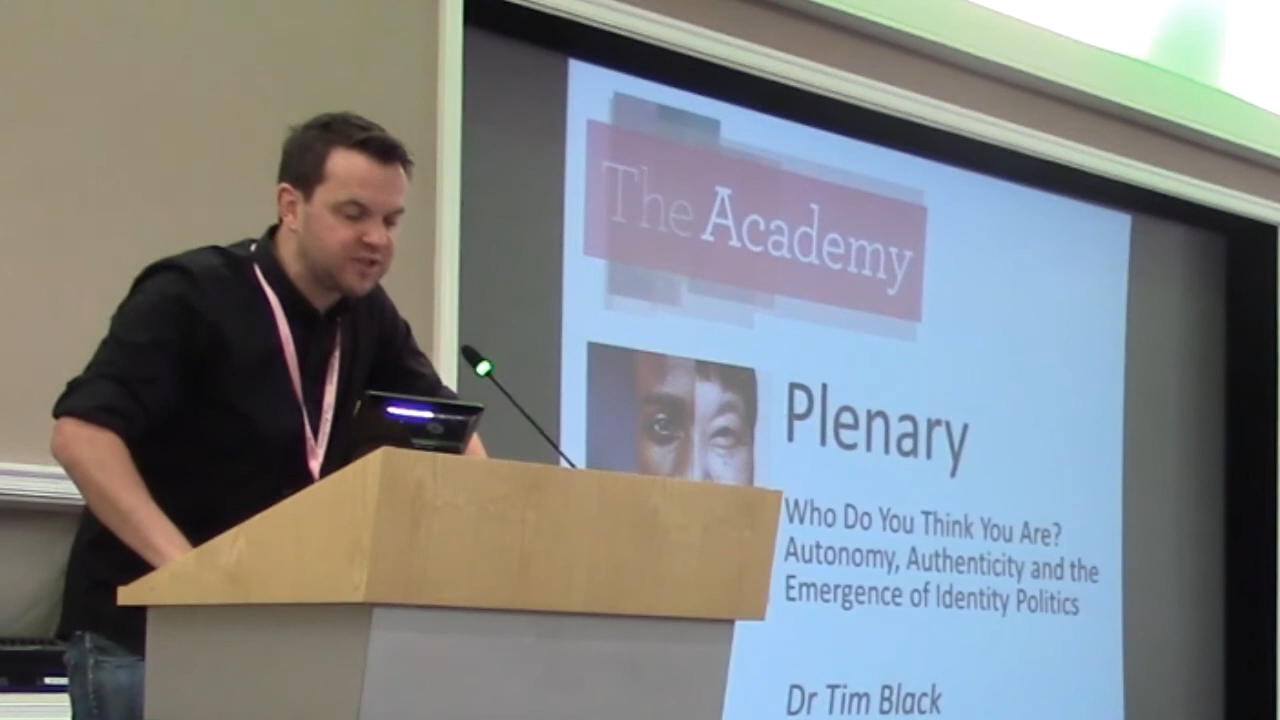 The Academy
Plenary
Who Do You Think You Are?
Autonomy, Authenticity and the
Emergence of Identity Politics
Dr Tim Black